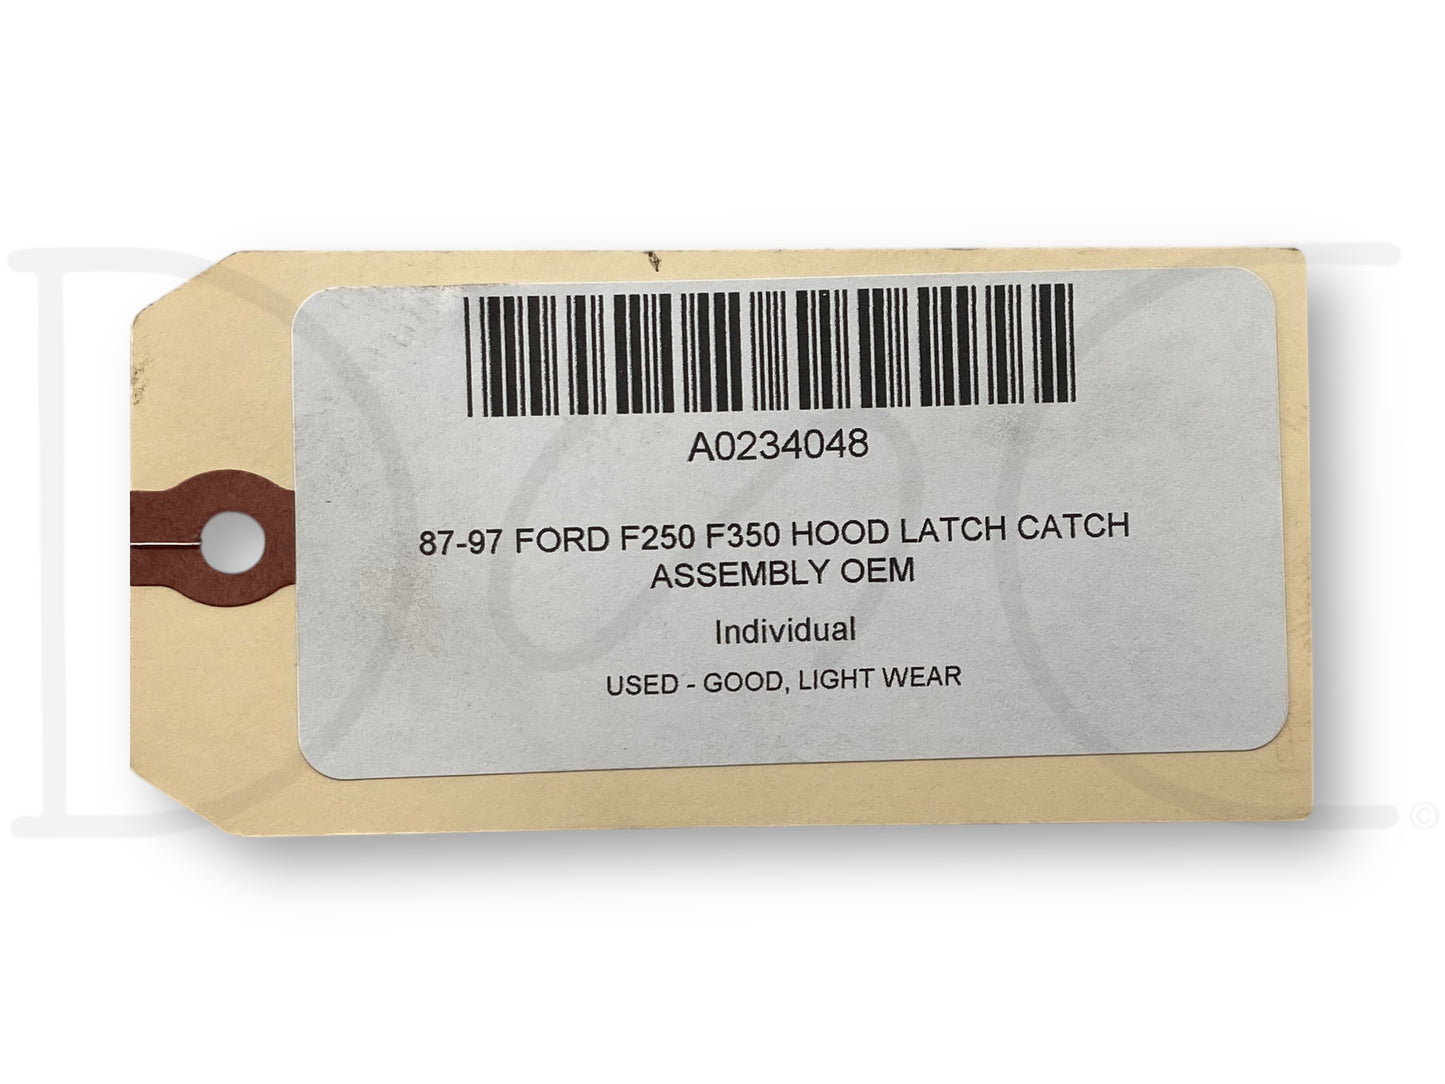 A0234048
87-97 FORD F250 F350 HOOD LATCH CATCH
ASSEMBLY OEM
Individual
USED - GOOD, LIGHT WEAR
D C ©